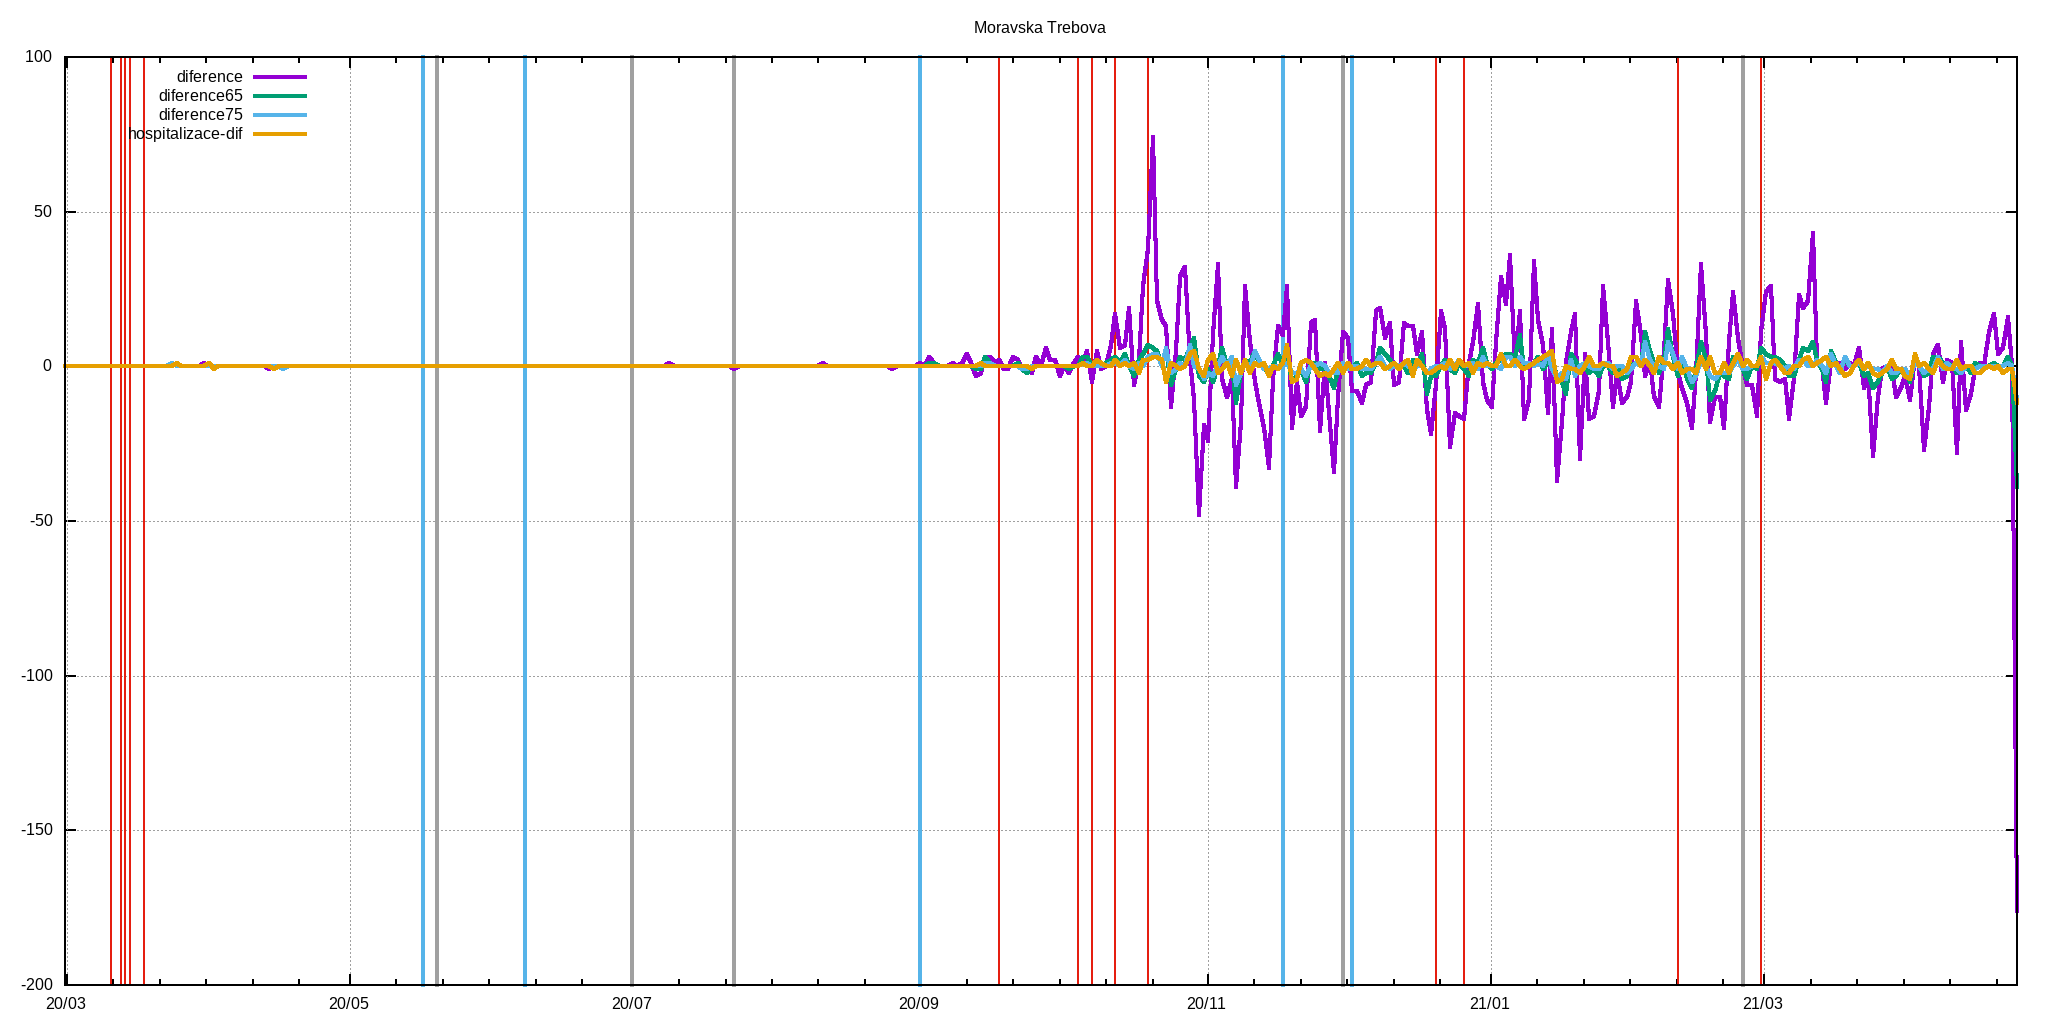 Moravska Trebova
100
diference
diference65
diference75
hospitalizace-dif
50
0
-50
-100
-150
-200
20/03 20/05 20/07 20/09 20/11 21/01 21/03